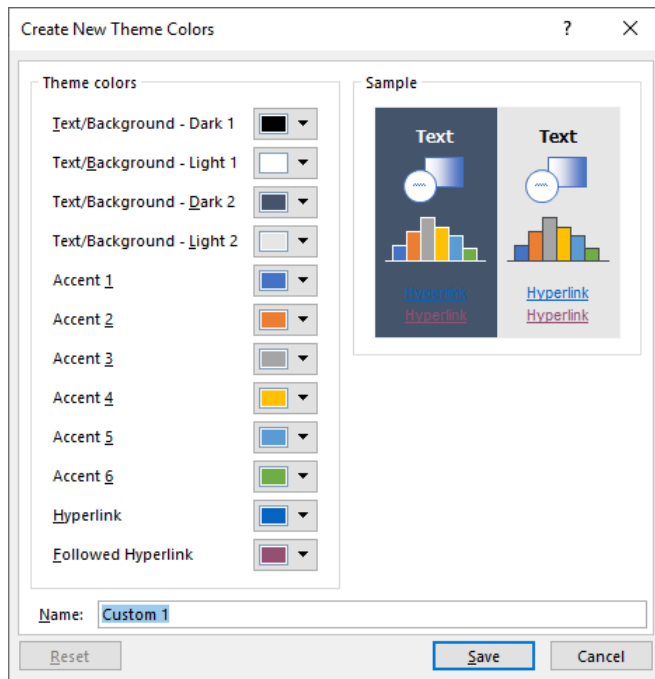 Create New Theme Colors
?
Theme colors
Text/Background - Dark 1
Text/Background - Light 1
Text/Background - Dark 2
Text/Background - Light 2
Accent 1
Accent 2
Accent 3
Accent 4
Accent 5
Accent 6
Hyperlink
Followed Hyperlink
Sample
Text Text
Hyperlink Hyperlink
Hyperlink Hyperlink
Name: Custom 1
Reset Save Cancel